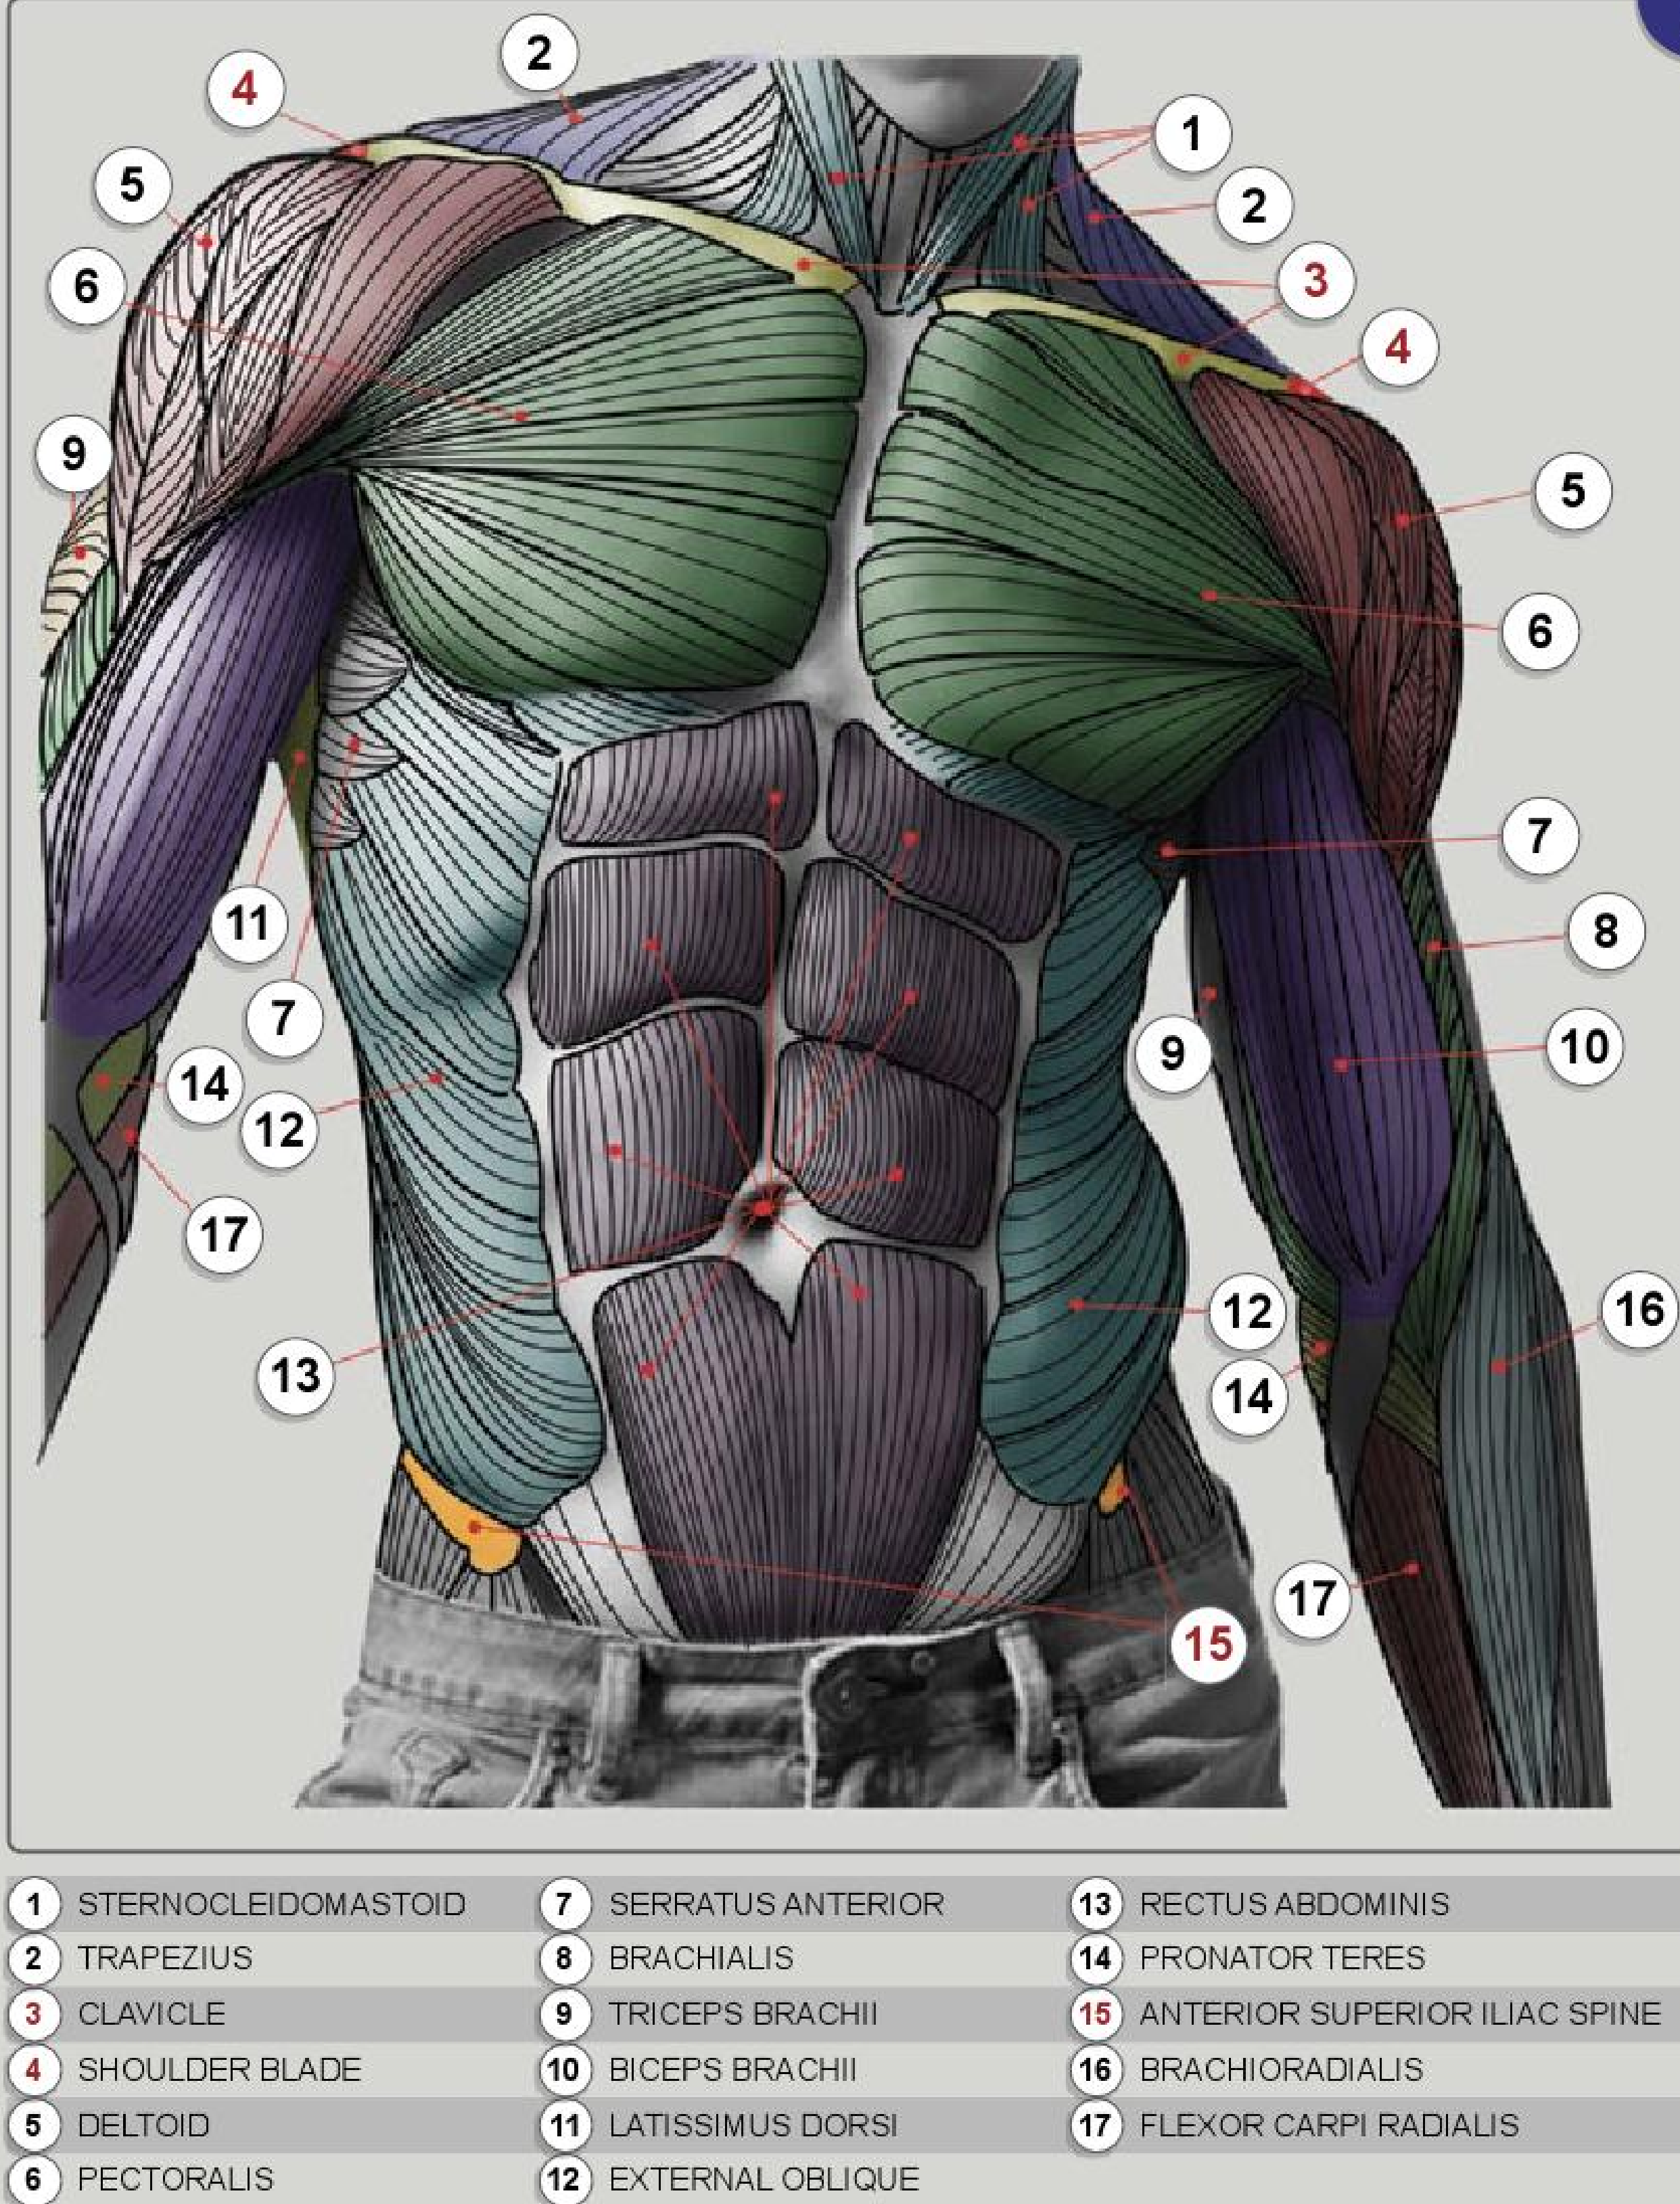 4
2
1
5
2
6
3
4
9
5
6
7
8
11
7
9
10
14
12
17
12
16
13
14
17
15
1 STERNOCLEIDOMASTOID
2 TRAPEZIUS
3 CLAVICLE
4 SHOULDER BLADE
5 DELTOID
6 PECTORALIS
7 SERRATUS ANTERIOR
8 BRACHIALIS
9 TRICEPS BRACHII
10 BICEPS BRACHII
11 LATISSIMUS DORSI
12 EXTERNAL OBLIQUE
13 RECTUS ABDOMINIS
14 PRONATOR TERES
15 ANTERIOR SUPERIOR ILIAC SPINE
16 BRACHIORADIALIS
17 FLEXOR CARPI RADIALIS